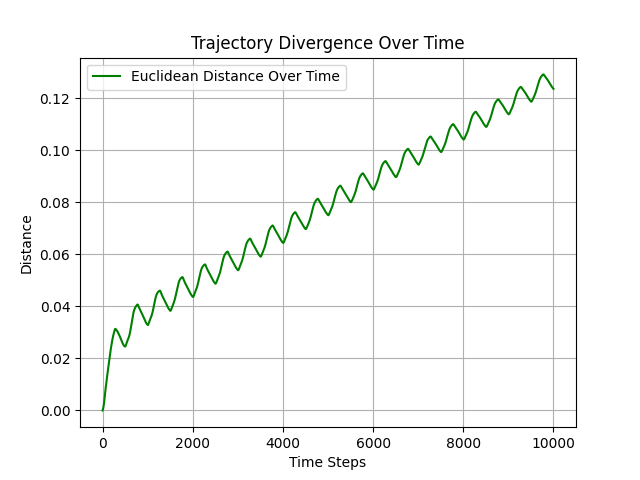 Trajectory Divergence Over Time
Euclidean Distance Over Time
0.12
0.10
0.08
0.06
0.04
0.02
0.00
Distance
0 2000 4000 6000 8000 10000
Time Steps